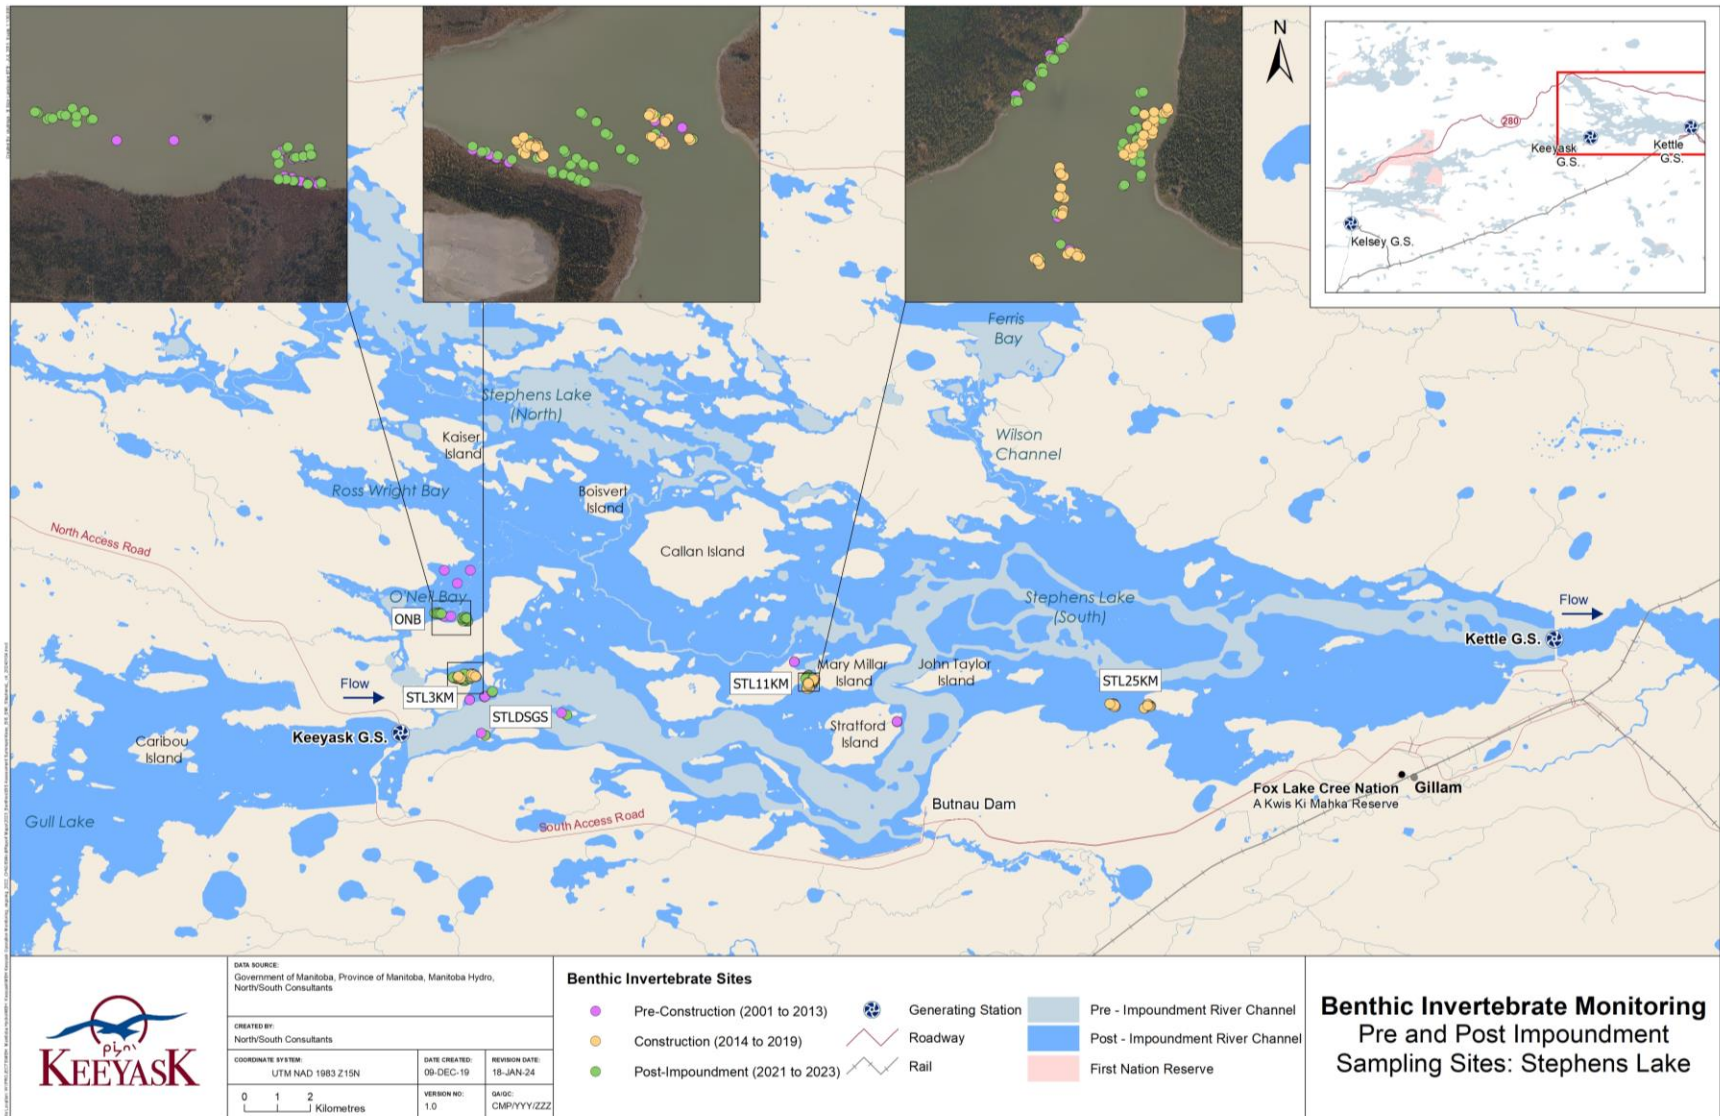 N
280
Keeyask
G.S.
Kettle
G.S.
Kelsey G.S.
Ferris
Bay
Stephens Lake
(North)
Kaiser
Island
Wilson
Channel
Ross Wright Bay
Boisvert
Island
North Access Road
Callan Island
O'Neil Bay
ONB
Stephens Lake
(South)
Flow
Kettle G.S.
Mary Millar
Island
John Taylor
Island
STL11KM
STL25KM
Flow
STL3KM
STLDSGS
Stratford
Island
Keeyask G.S.
Caribou
Island
Fox Lake Cree Nation
A Kwis Ki Mahka Reserve
Gillam
Butnau Dam
Gull Lake
South Access Road
KEEYASK
DATA SOURCE:
Government of Manitoba, Province of Manitoba, Manitoba Hydro,
North/South Consultants
CREATED BY:
North/South Consultants
COORDINATE SYSTEM:
UTM NAD 1983 Z15N
DATE CREATED:
09-DEC-19
REVISION DATE:
18-JAN-24
0 1 2
Kilometres
VERSION NO:
1.0
QA/QC:
CMP/YYY/ZZZ
Benthic Invertebrate Sites
Pre-Construction (2001 to 2013)
Construction (2014 to 2019)
Post-Impoundment (2021 to 2023)
Generating Station
Roadway
Rail
Pre - Impoundment River Channel
Post - Impoundment River Channel
First Nation Reserve
Benthic Invertebrate Monitoring
Pre and Post Impoundment
Sampling Sites: Stephens Lake